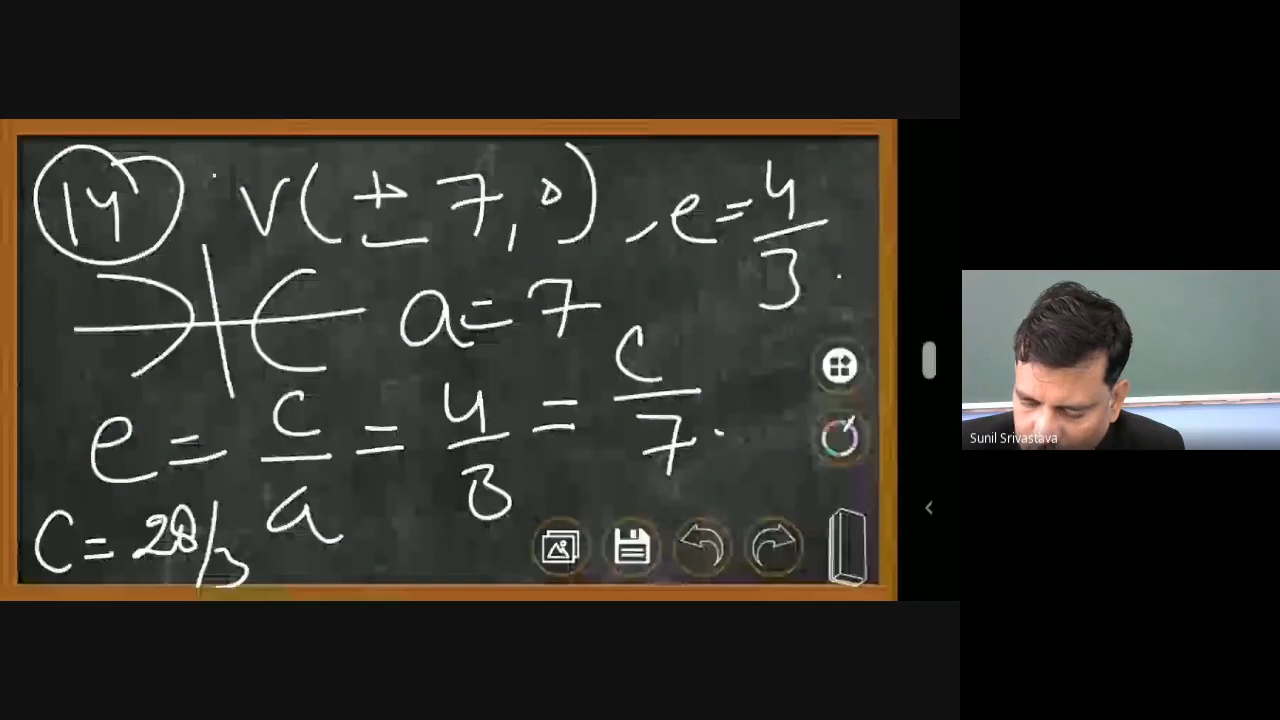 14 V(± 7, 0), e = 4/3
a = 7
e = c/a = 4/3 = c/7
C = 28/3
Sunil Srivastava